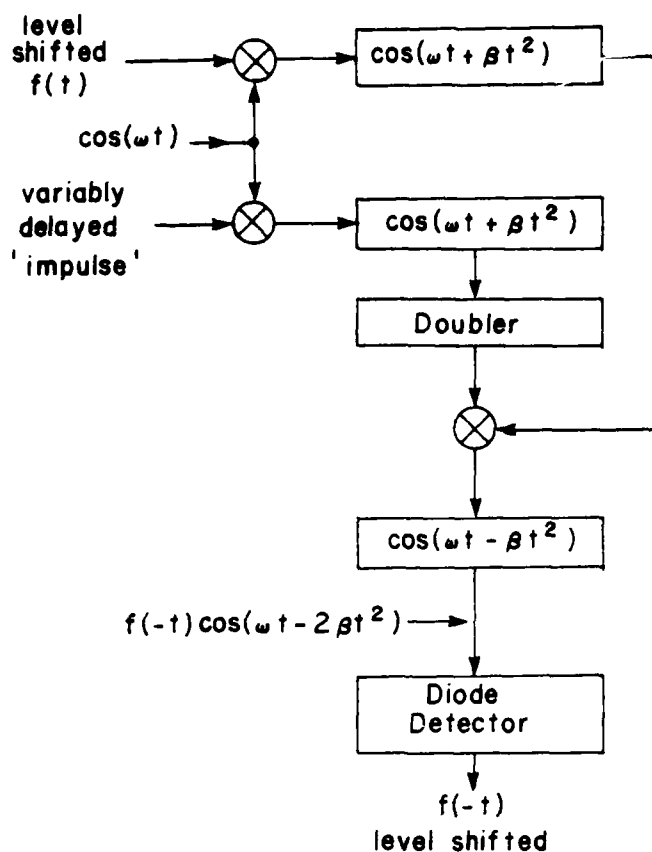 level
shifted
f(t)
cos(ωt + βt²)
cos(ωt)
variably
delayed
'impulse'
cos(ωt + βt²)
Doubler
cos(ωt - βt²)
f(-t)cos(ωt - 2βt²)
Diode
Detector
f(-t)
level shifted